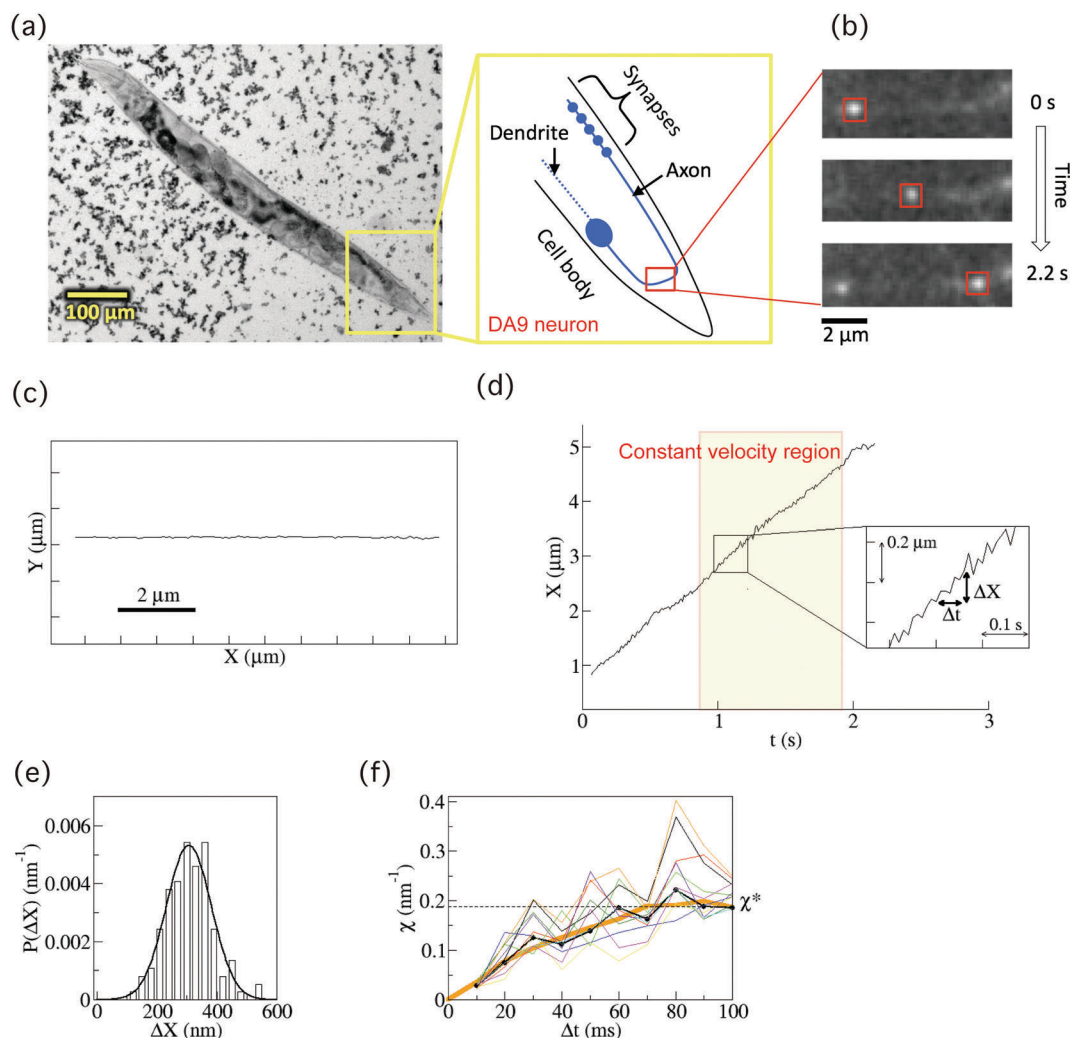 (a)
100 μm
Dendrite
Synapses
Axon
Cell body
DA9 neuron
(b)
0 s
Time
2.2 s
2 μm
(c)
Y (μm)
2 μm
X (μm)
(d)
Constant velocity region
5
4
3
2
1
X (μm)
0.2 μm
ΔX
Δt
0.1 s
0
1
2
3
t (s)
(e)
0.006
0.004
0.002
0
P(ΔX) (nm⁻¹)
0
200
400
600
ΔX (nm)
(f)
0.4
0.3
0.2
0.1
0
χ (nm⁻¹)
χ*
0
20
40
60
80
100
Δt (ms)